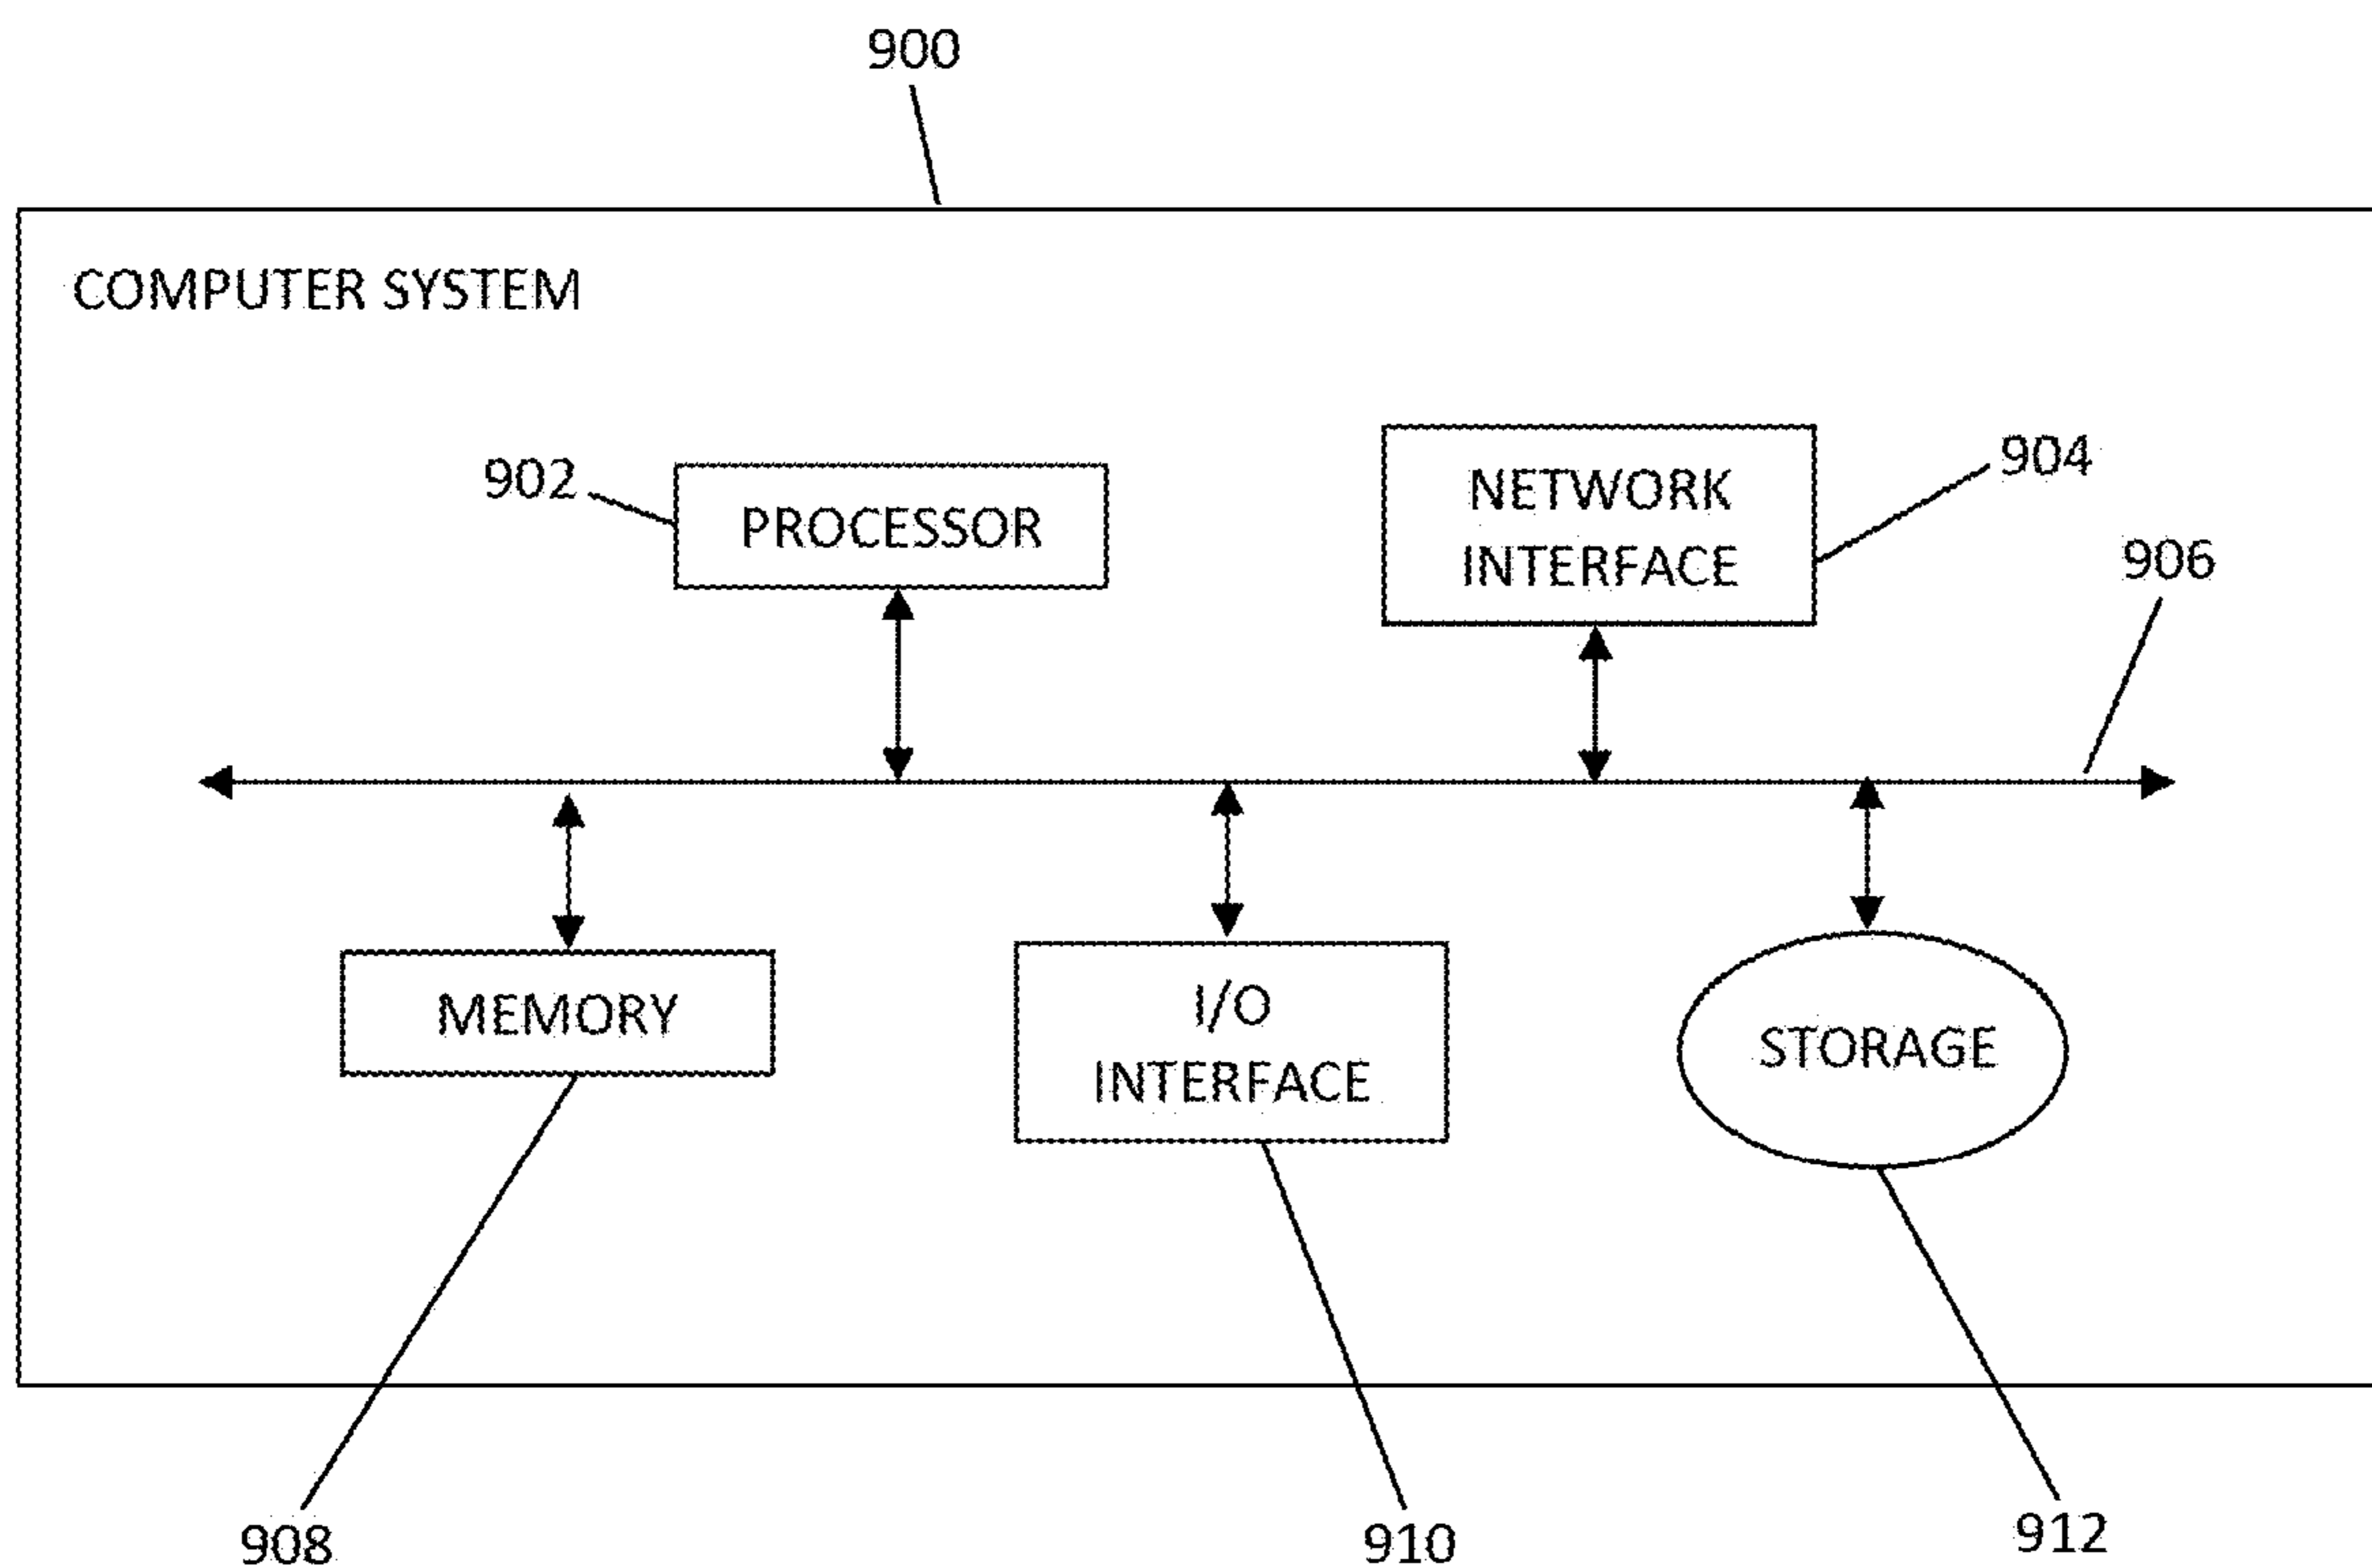 900
COMPUTER SYSTEM
902
PROCESSOR
NETWORK
INTERFACE
904
906
MEMORY
I/O
INTERFACE
STORAGE
908
910
912